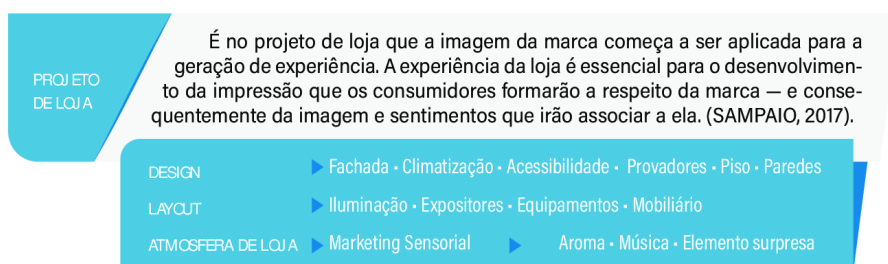 PROJETO
DE LOJA
É no projeto de loja que a imagem da marca começa a ser aplicada para a
geração de experiência. A experiência da loja é essencial para o desenvolvimen-
to da impressão que os consumidores formarão a respeito da marca — e conse-
quentemente da imagem e sentimentos que irão associar a ela. (SAMPAIO, 2017).
DESIGN ▶ Fachada • Climatização • Acessibilidade • Provadores • Piso • Paredes
LAYOUT ▶ Iluminação • Expositores • Equipamentos • Mobiliário
ATMOSFERA DE LOJA ▶ Marketing Sensorial ▶ Aroma • Música • Elemento surpresa